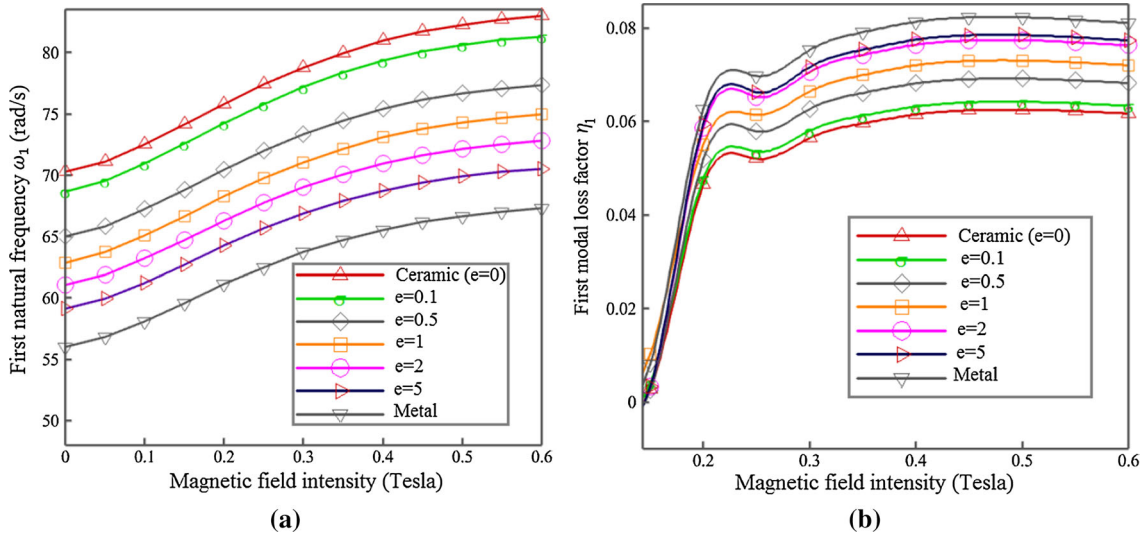 First natural frequency ω1 (rad/s)
80
75
70
65
60
55
50
Ceramic (e=0)
e=0.1
e=0.5
e=1
e=2
e=5
Metal
0 0.1 0.2 0.3 0.4 0.5 0.6
Magnetic field intensity (Tesla)
(a)
First modal loss factor η1
0.08
0.06
0.04
0.02
0
Ceramic (e=0)
e=0.1
e=0.5
e=1
e=2
e=5
Metal
0.2 0.3 0.4 0.5 0.6
Magnetic field intensity (Tesla)
(b)